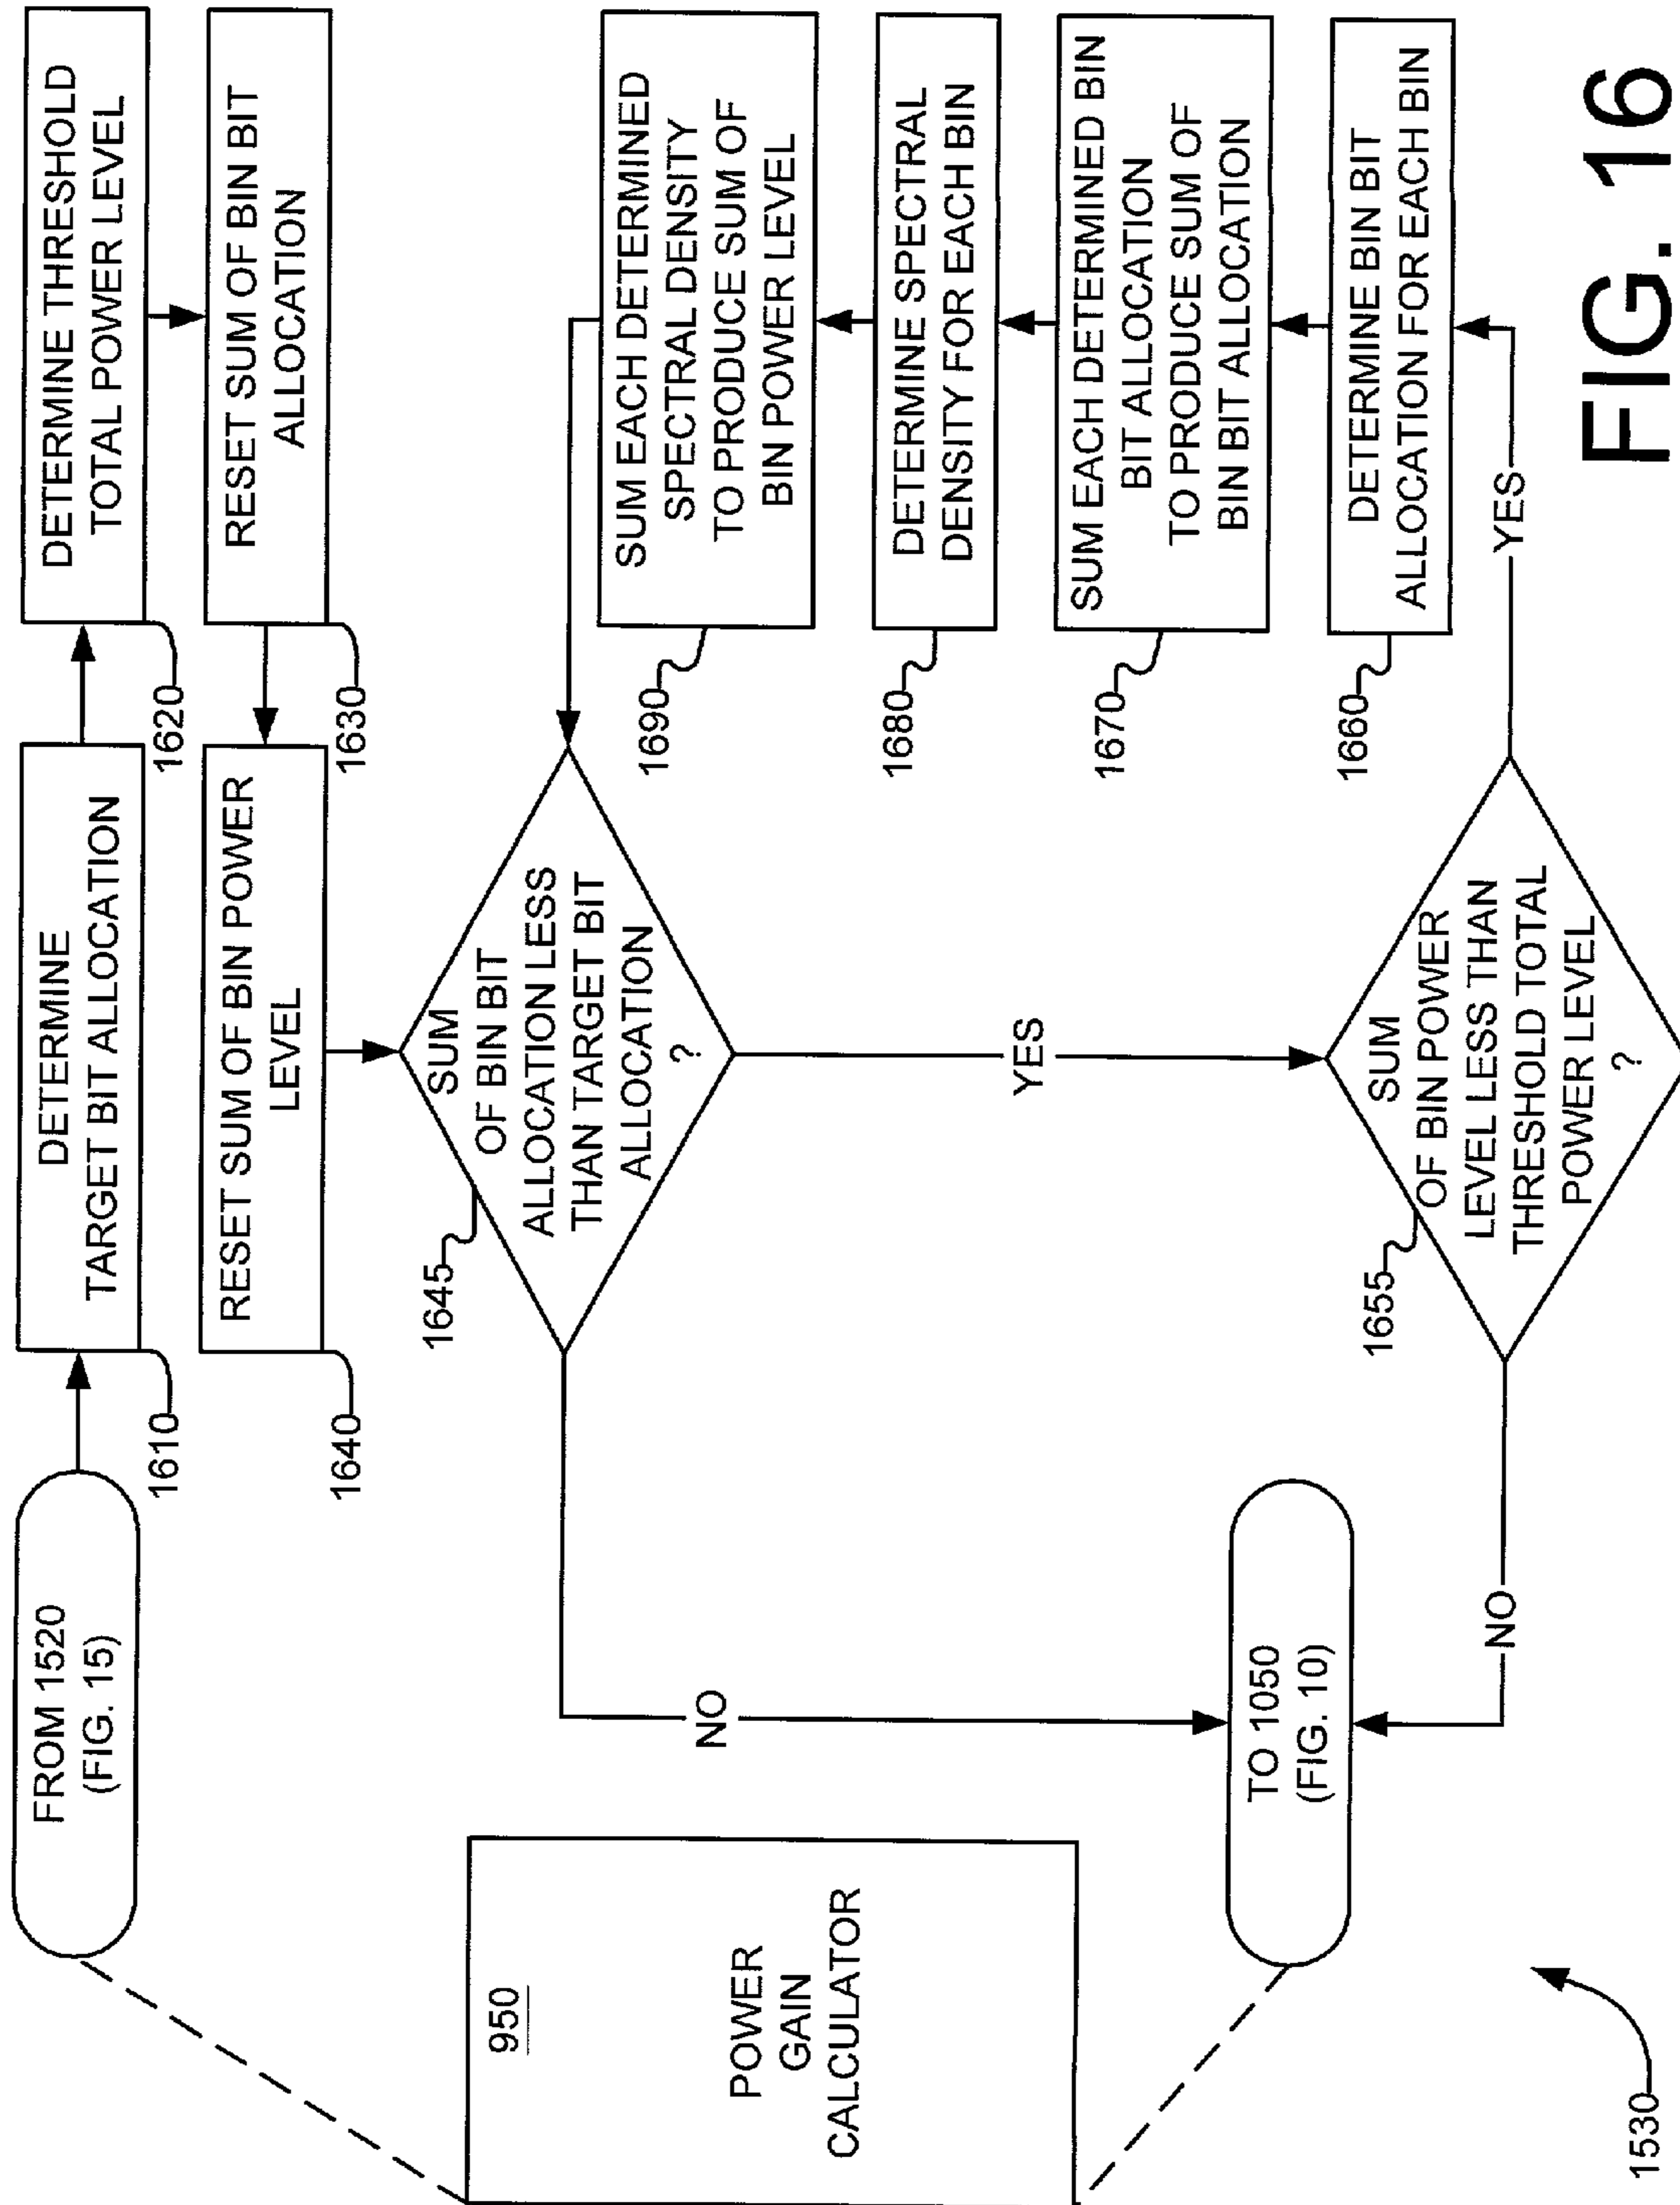 FROM 1520
(FIG. 15)
1610
DETERMINE
TARGET BIT ALLOCATION
1620
DETERMINE THRESHOLD
TOTAL POWER LEVEL
1630
RESET SUM OF BIN BIT
ALLOCATION
1640
RESET SUM OF BIN POWER
LEVEL
1645
SUM
OF BIN BIT
ALLOCATION LESS
THAN TARGET BIT
ALLOCATION
?
NO
YES
1655
SUM
OF BIN POWER
LEVEL LESS THAN
THRESHOLD TOTAL
POWER LEVEL
?
NO
YES
1660
DETERMINE BIN BIT
ALLOCATION FOR EACH BIN
1670
SUM EACH DETERMINED BIN
BIT ALLOCATION
TO PRODUCE SUM OF
BIN BIT ALLOCATION
1680
DETERMINE SPECTRAL
DENSITY FOR EACH BIN
1690
SUM EACH DETERMINED
SPECTRAL DENSITY
TO PRODUCE SUM OF
BIN POWER LEVEL
950
POWER
GAIN
CALCULATOR
TO 1050
(FIG. 10)
1530
FIG. 16